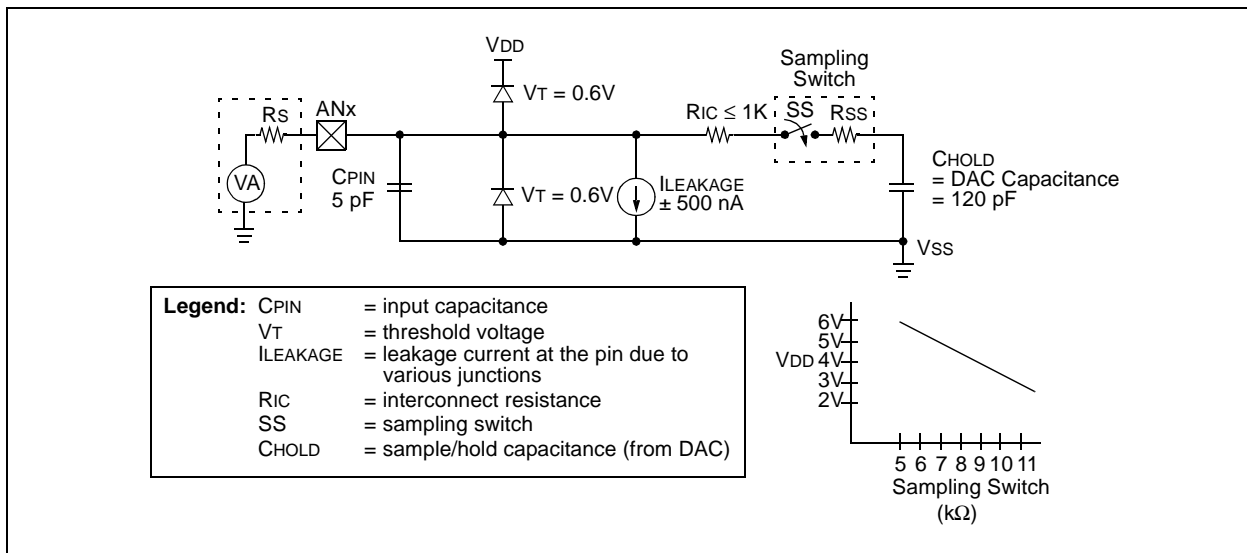 VDD
Sampling
Switch
VT = 0.6V
RS
ANx
RIC ≤ 1K
SS
RSS
VA
CPIN
5 pF
VT = 0.6V
ILEAKAGE
± 500 nA
CHOLD
= DAC Capacitance
= 120 pF
VSS
Legend: CPIN = input capacitance
VT = threshold voltage
ILEAKAGE = leakage current at the pin due to
various junctions
RIC = interconnect resistance
SS = sampling switch
CHOLD = sample/hold capacitance (from DAC)
6V
5V
VDD 4V
3V
2V
5 6 7 8 9 10 11
Sampling Switch
(kΩ)